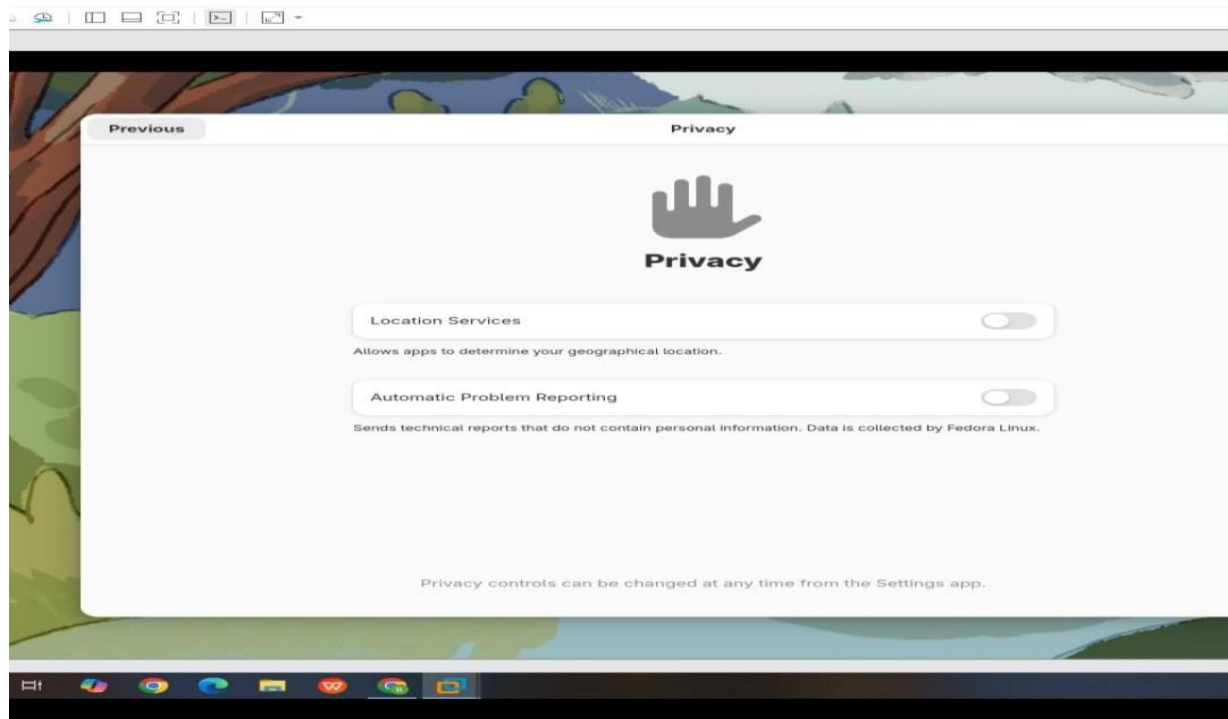 Previous
Privacy
Privacy
Location Services
Allows apps to determine your geographical location.
Automatic Problem Reporting
Sends technical reports that do not contain personal information. Data is collected by Fedora Linux.
Privacy controls can be changed at any time from the Settings app.